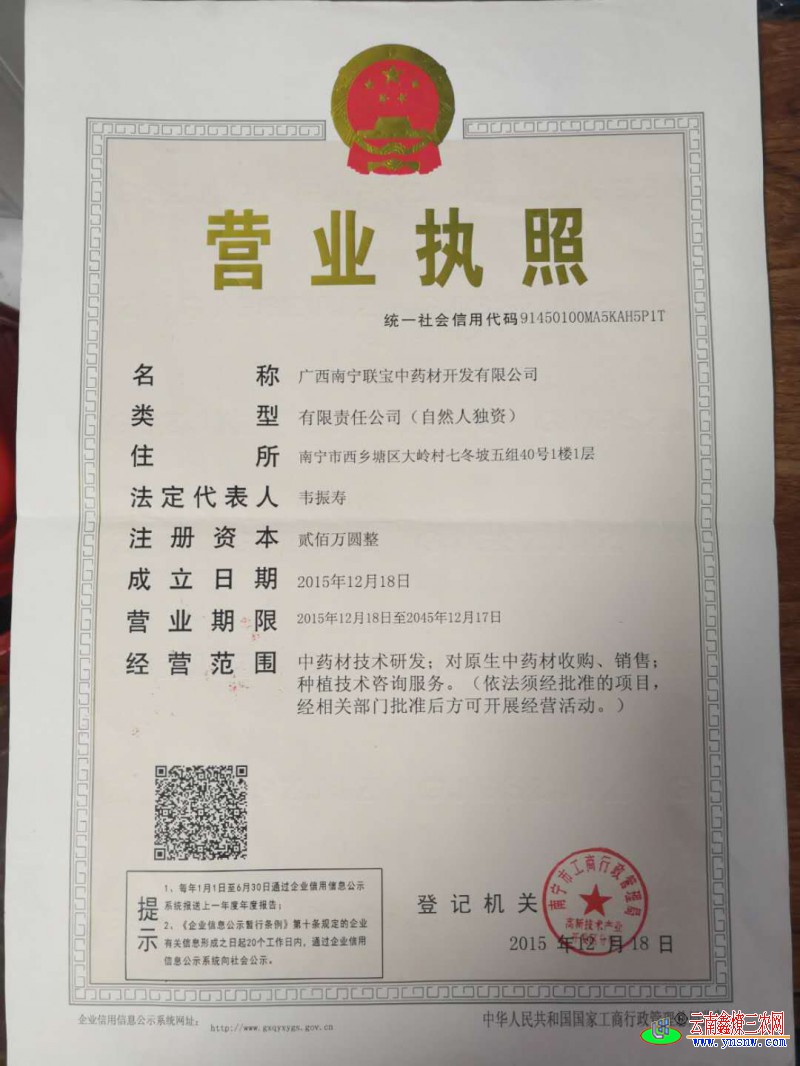 营业执照
统一社会信用代码91450100MA5KAH5P1T
名称 广西南宁联宝中药材开发有限公司
类型 有限责任公司（自然人独资）
住所 南宁市西乡塘区大岭村七冬坡五组40号1楼1层
法定代表人 韦振寿
注册资本 贰佰万圆整
成立日期 2015年12月18日
营业期限 2015年12月18日至2045年12月17日
经营范围 中药材技术研发；对原生中药材收购、销售；
种植技术咨询服务。（依法须经批准的项目，
经相关部门批准后方可开展经营活动。）
提示
1、每年1月1日至6月30日通过企业信用信息公示
系统报送上一年度年度报告；
2、《企业信息公示暂行条例》第十条规定的企业
有关信息形成之日起20个工作日内，通过企业信用
信息公示系统向社会公示。
登记机关
南宁市工商行政管理局
高新技术产业
2015年12月18日
企业信用信息公示系统网址：
http://www.gxqyxygs.gov.cn
中华人民共和国国家工商行政管理
云南鑫燎三农网
www.ynsnw.com